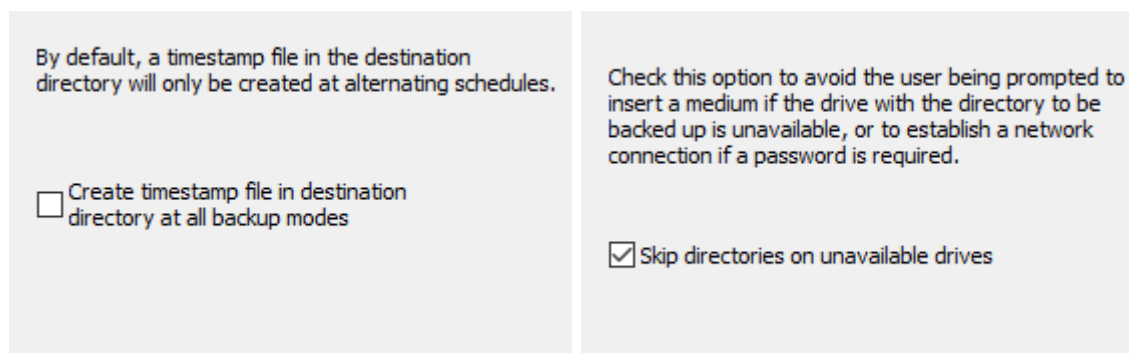 By default, a timestamp file in the destination
directory will only be created at alternating schedules.
Create timestamp file in destination
directory at all backup modes
Check this option to avoid the user being prompted to
insert a medium if the drive with the directory to be
backed up is unavailable, or to establish a network
connection if a password is required.
Skip directories on unavailable drives